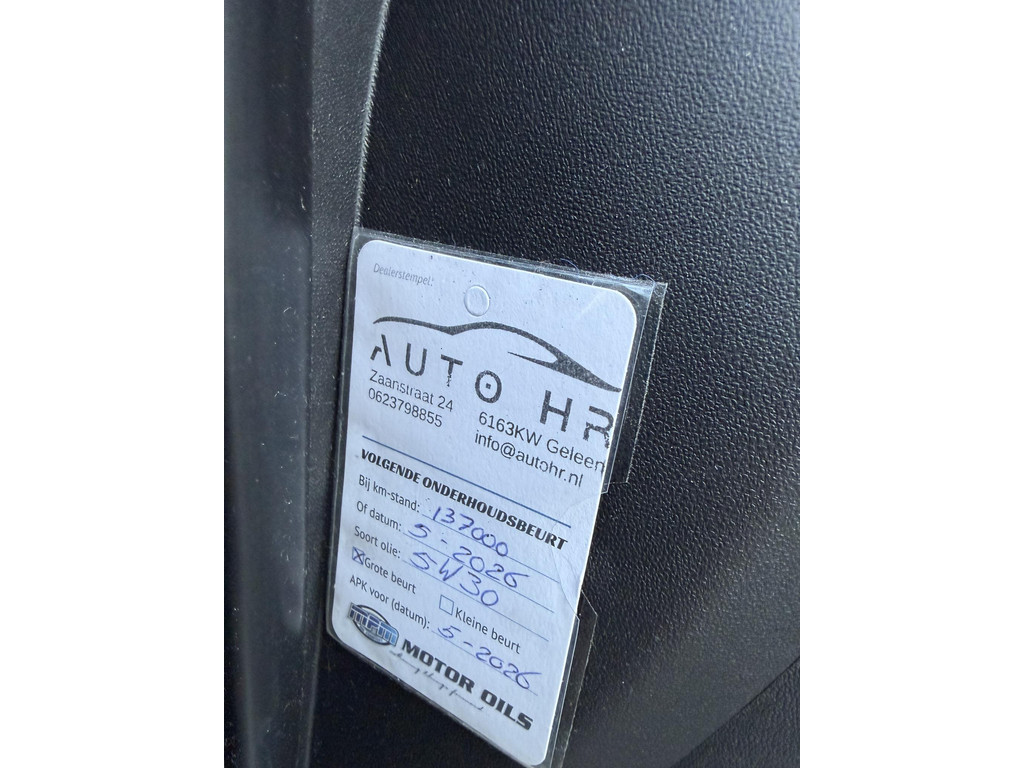 Dealerstempel:
AUTO HR
Zaanstraat 24 6163KW Geleen
0623798855 info@autohr.nl
VOLGENDE ONDERHOUDSBEURT
Bij km-stand: 137000
Of datum: 5-2026
Soort olie: 5W30
Grote beurt Kleine beurt
APK voor (datum): 5-2026
MOTOR OILS